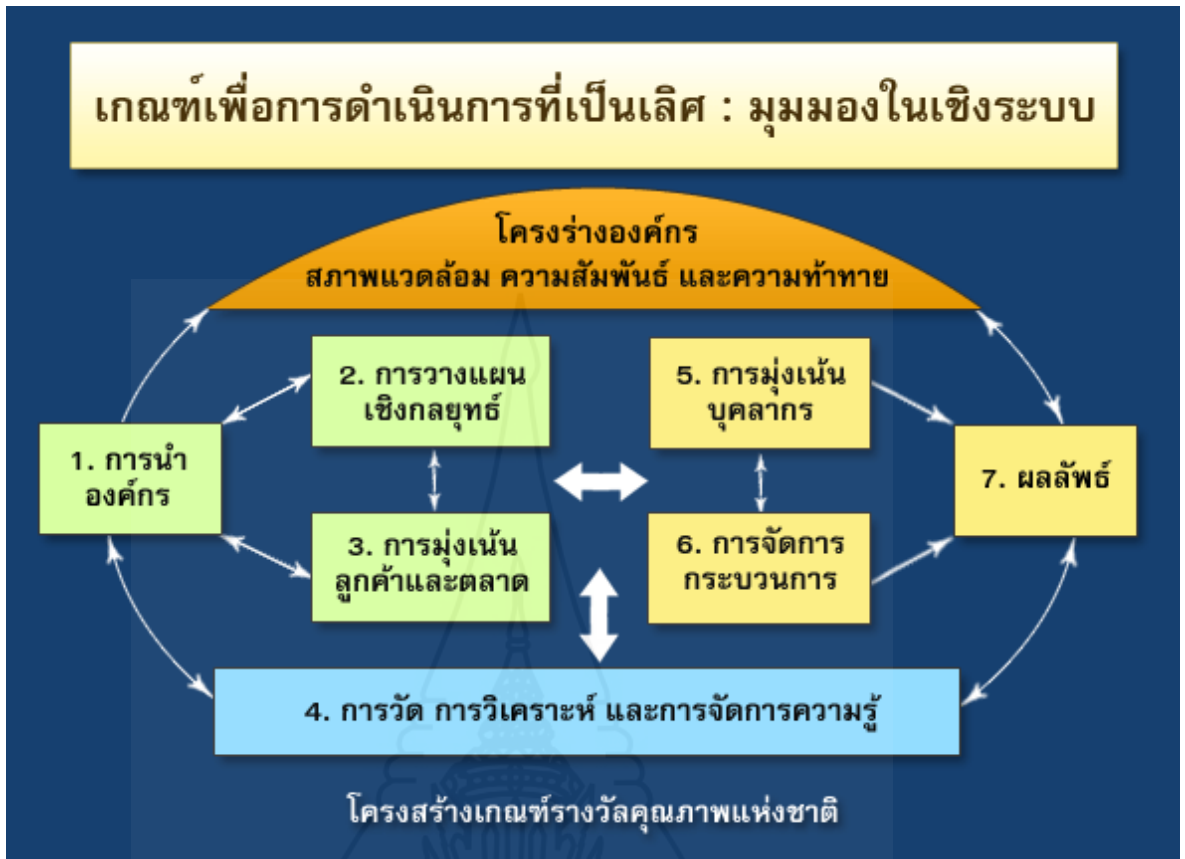 เกณฑ์เพื่อการดำเนินการที่เป็นเลิศ : มุมมองในเชิงระบบ
โครงร่างองค์กร
สภาพแวดล้อม ความสัมพันธ์ และความท้าทาย
2. การวางแผน
เชิงกลยุทธ์
5. การมุ่งเน้น
บุคลากร
1. การนำ
องค์กร
7. ผลลัพธ์
3. การมุ่งเน้น
ลูกค้าและตลาด
6. การจัดการ
กระบวนการ
4. การวัด การวิเคราะห์ และการจัดการความรู้
โครงสร้างเกณฑ์รางวัลคุณภาพแห่งชาติ